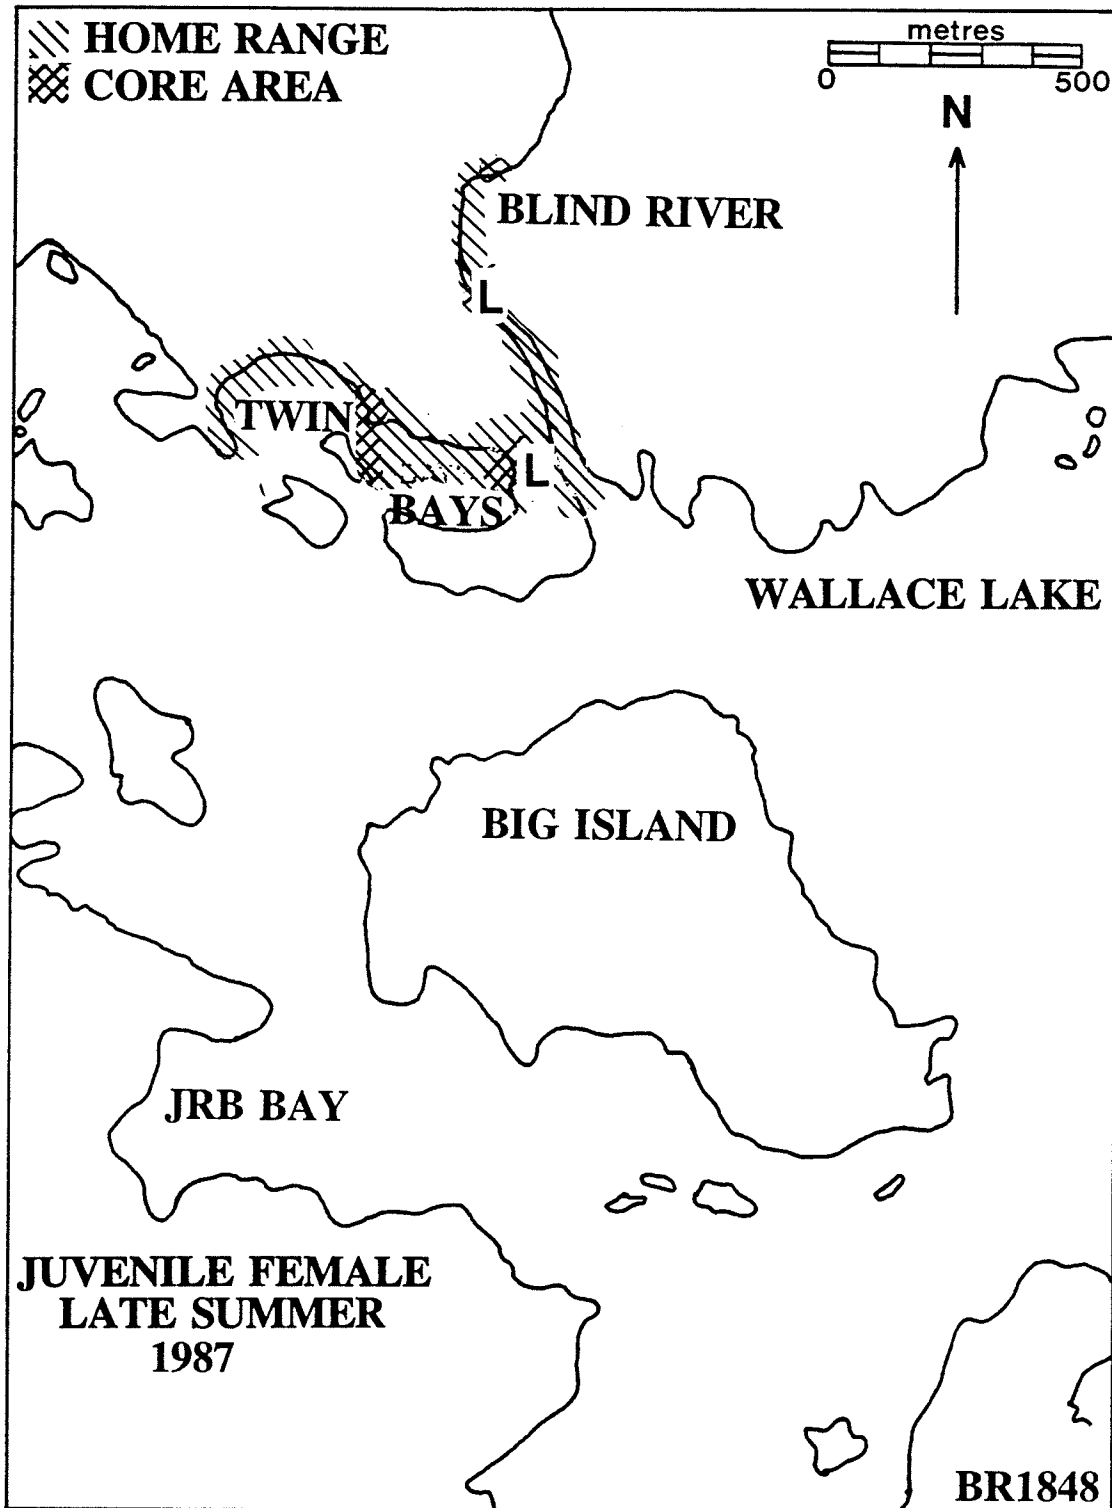 HOME RANGE
CORE AREA
metres
0 500
N
BLIND RIVER
L
TWIN
L
BAYS
WALLACE LAKE
BIG ISLAND
JRB BAY
JUVENILE FEMALE
LATE SUMMER
1987
BR1848